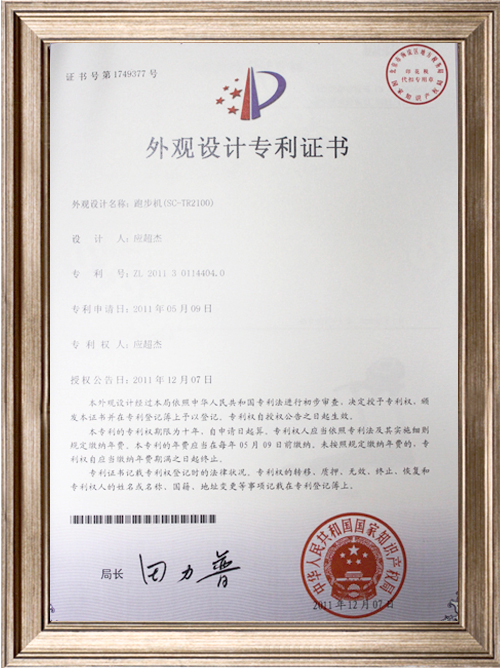 证书号第1749377号
外观设计专利证书
外观设计名称：跑步机(SC-TR2100)
设计人：应超杰
专利号：ZL 2011 3 0114404.0
专利申请日：2011年05月09日
专利权人：应超杰
授权公告日：2011年12月07日
本外观设计经过本局依照中华人民共和国专利法进行初步审查，决定授予专利权，颁
发本证书并在专利登记簿上予以登记。专利权自授权公告之日起生效。
本专利的专利权期限为十年，自申请日起算。专利权人应当依照专利法及其实施细则
规定缴纳年费。本专利的年费应当在每年05月09日前缴纳。未按照规定缴纳年费的，专
利权自应当缴纳年费期满之日起终止。
专利证书记载专利权登记时的法律状况。专利权的转移、质押、无效、终止、恢复和
专利权人的姓名或名称、国籍、地址变更等事项记载在专利登记簿上。
局长 田力普
中华人民共和国国家知识产权局
2011年12月07日